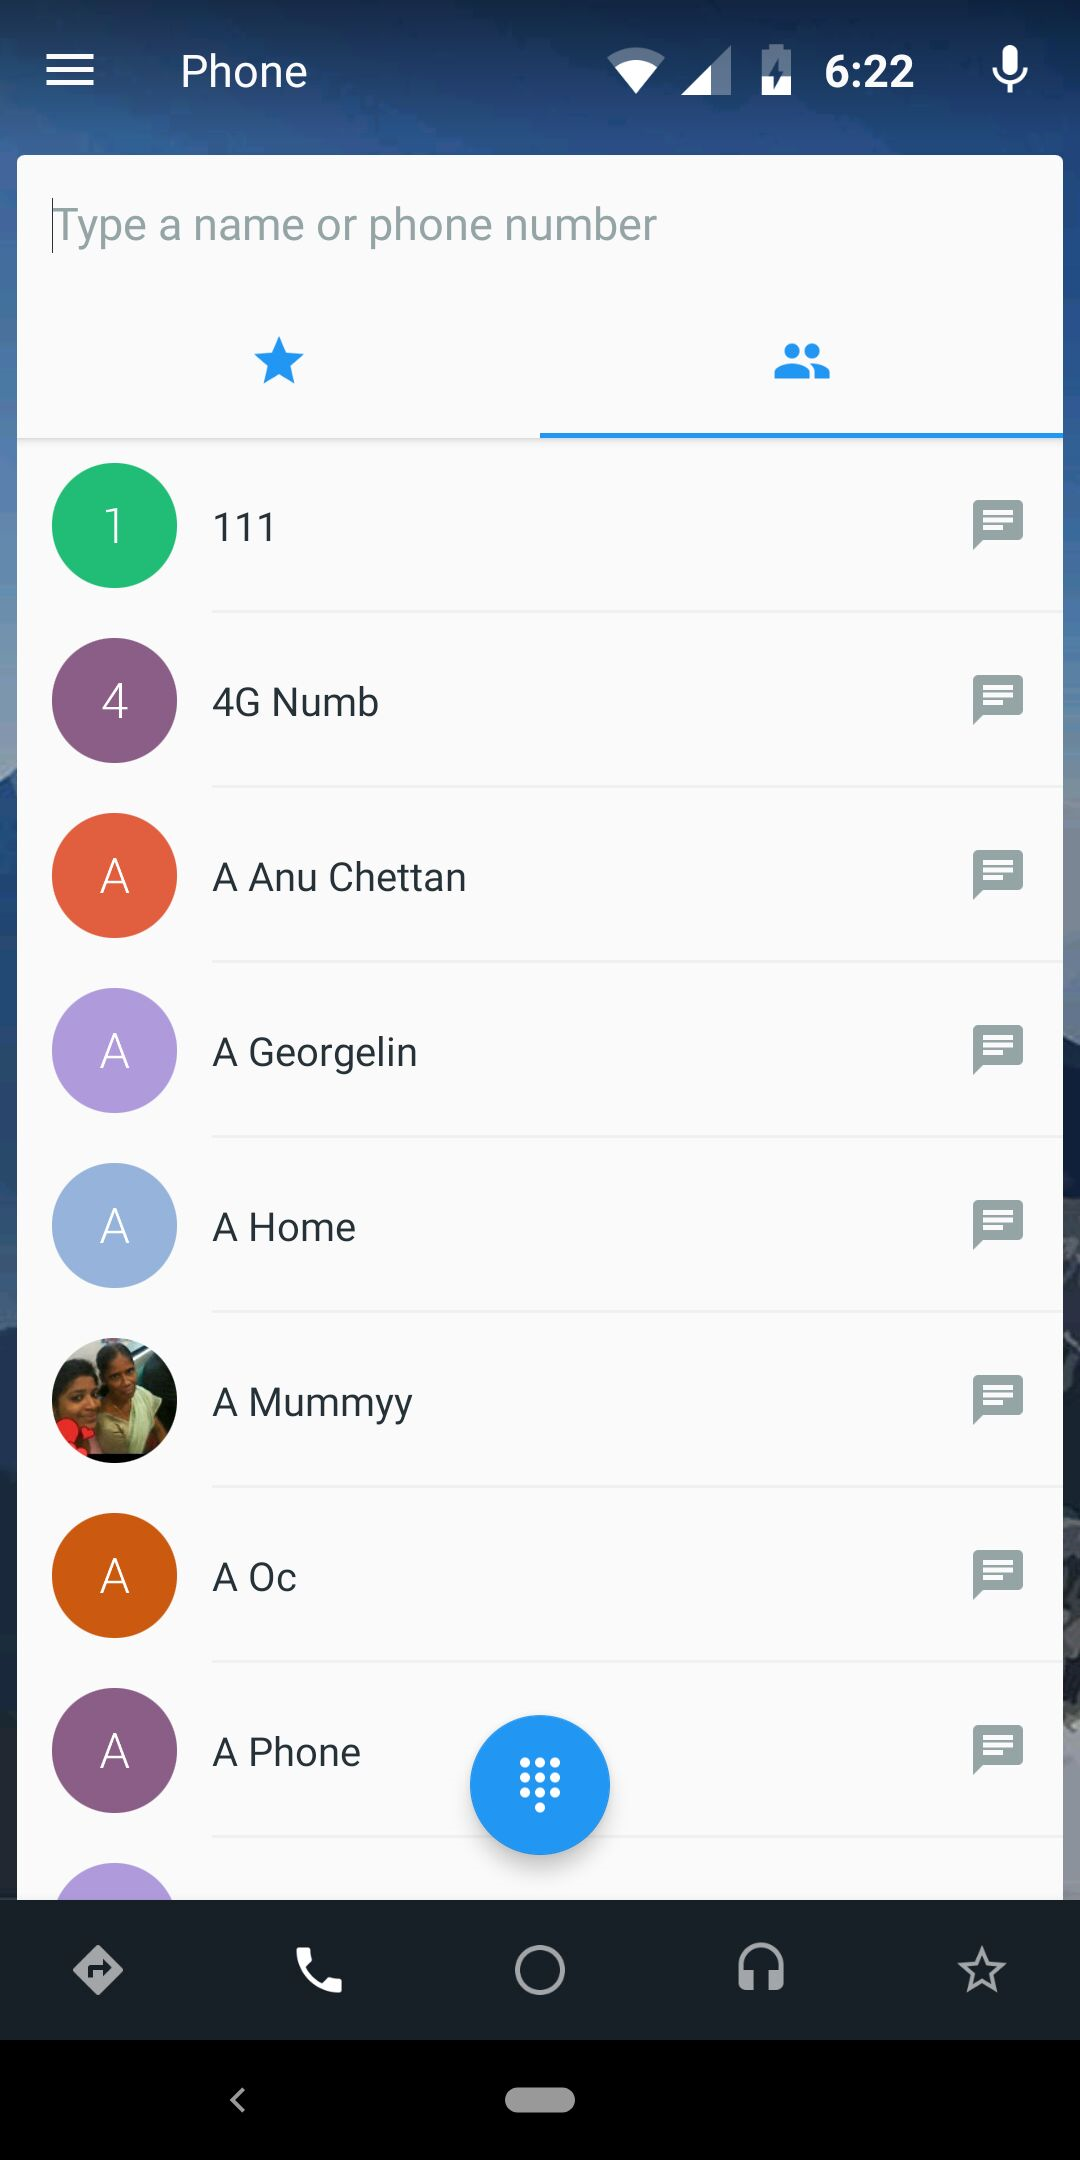 Phone
6:22
Type a name or phone number
1
111
4
4G Numb
A
A Anu Chettan
A
A Georgelin
A
A Home
A Mummyy
A
A Oc
A
A Phone